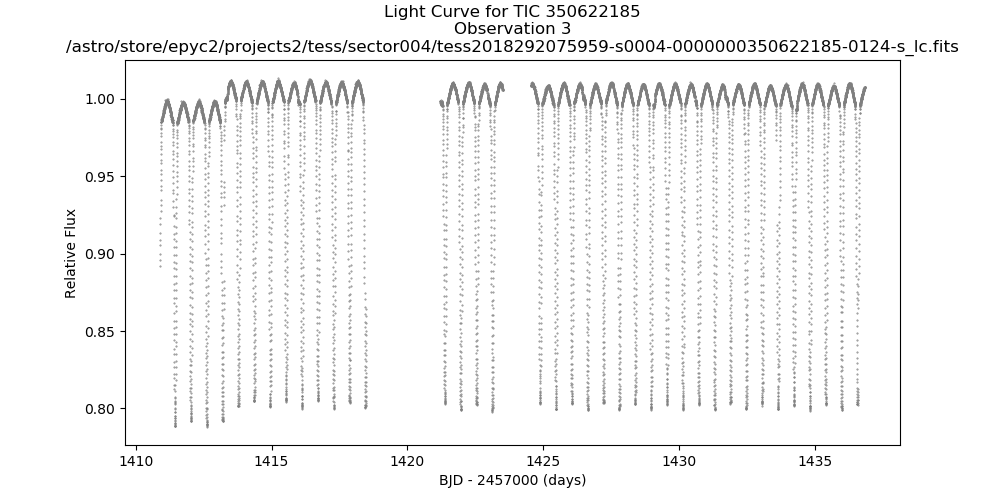 Light Curve for TIC 350622185
Observation 3
/astro/store/epyc2/projects2/tess/sector004/tess2018292075959-s0004-0000000350622185-0124-s_lc.fits
1.00
0.95
0.90
0.85
0.80
Relative Flux
1410
1415
1420
1425
1430
1435
BJD - 2457000 (days)